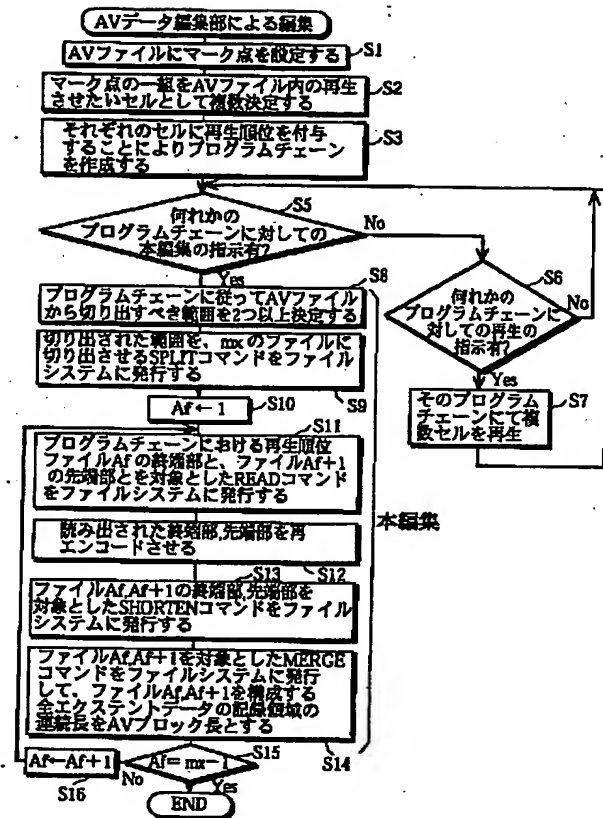 AVデータ編集部による編集
AVファイルにマーク点を設定する
S1
マーク点の一組をAVファイル内の再生
させたいセルとして複数決定する
S2
それぞれのセルに再生順位を付与
することによりプログラムチェーン
を作成する
S3
S5
何れかの
プログラムチェーンに対しての
本編集の指示有?
No
Yes
S6
何れかの
プログラムチェーンに
対しての再生の
指示有?
No
Yes
S7
そのプログラム
チェーンにて複
数セルを再生
S8
プログラムチェーンに従ってAVファイル
から切り出すべき範囲を2つ以上決定する
切り出された範囲を、mxのファイルに
切り出させるSPLITコマンドをファイル
システムに発行する
S9
Af←1
S10
S11
プログラムチェーンにおける再生順位
ファイルAfの終端部と、ファイルAf+1
の先端部とを対象としたREADコマンド
をファイルシステムに発行する
本編集
読み出された終端部,先端部を再
エンコードさせる
S12
S13
ファイルAf,Af+1の終端部,先端部を
対象としたSHORTENコマンドをファイル
システムに発行する
ファイルAf,Af+1を対象としたMERGE
コマンドをファイルシステムに発行
して、ファイルAf,Af+1を構成する
全エクステントデータの記録領域の
連続長をAVブロック長とする
S14
S15
Af=mx-1
No
Yes
Af←Af+1
S16
END